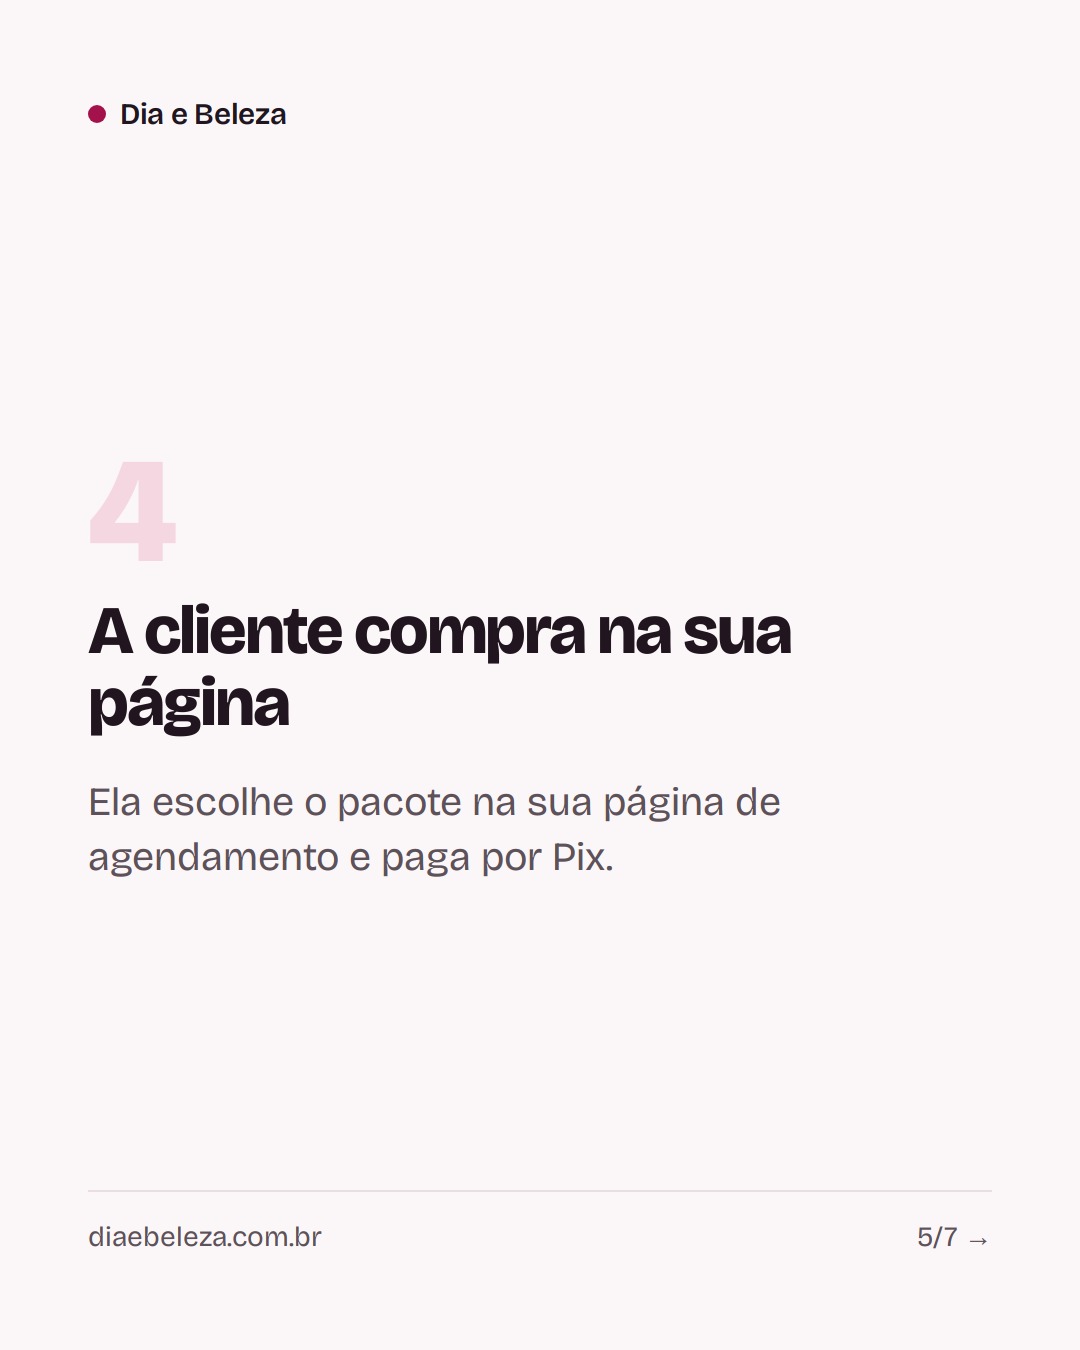 Dia e Beleza
4
A cliente compra na sua
página
Ela escolhe o pacote na sua página de
agendamento e paga por Pix.
diaebeleza.com.br
5/7 →